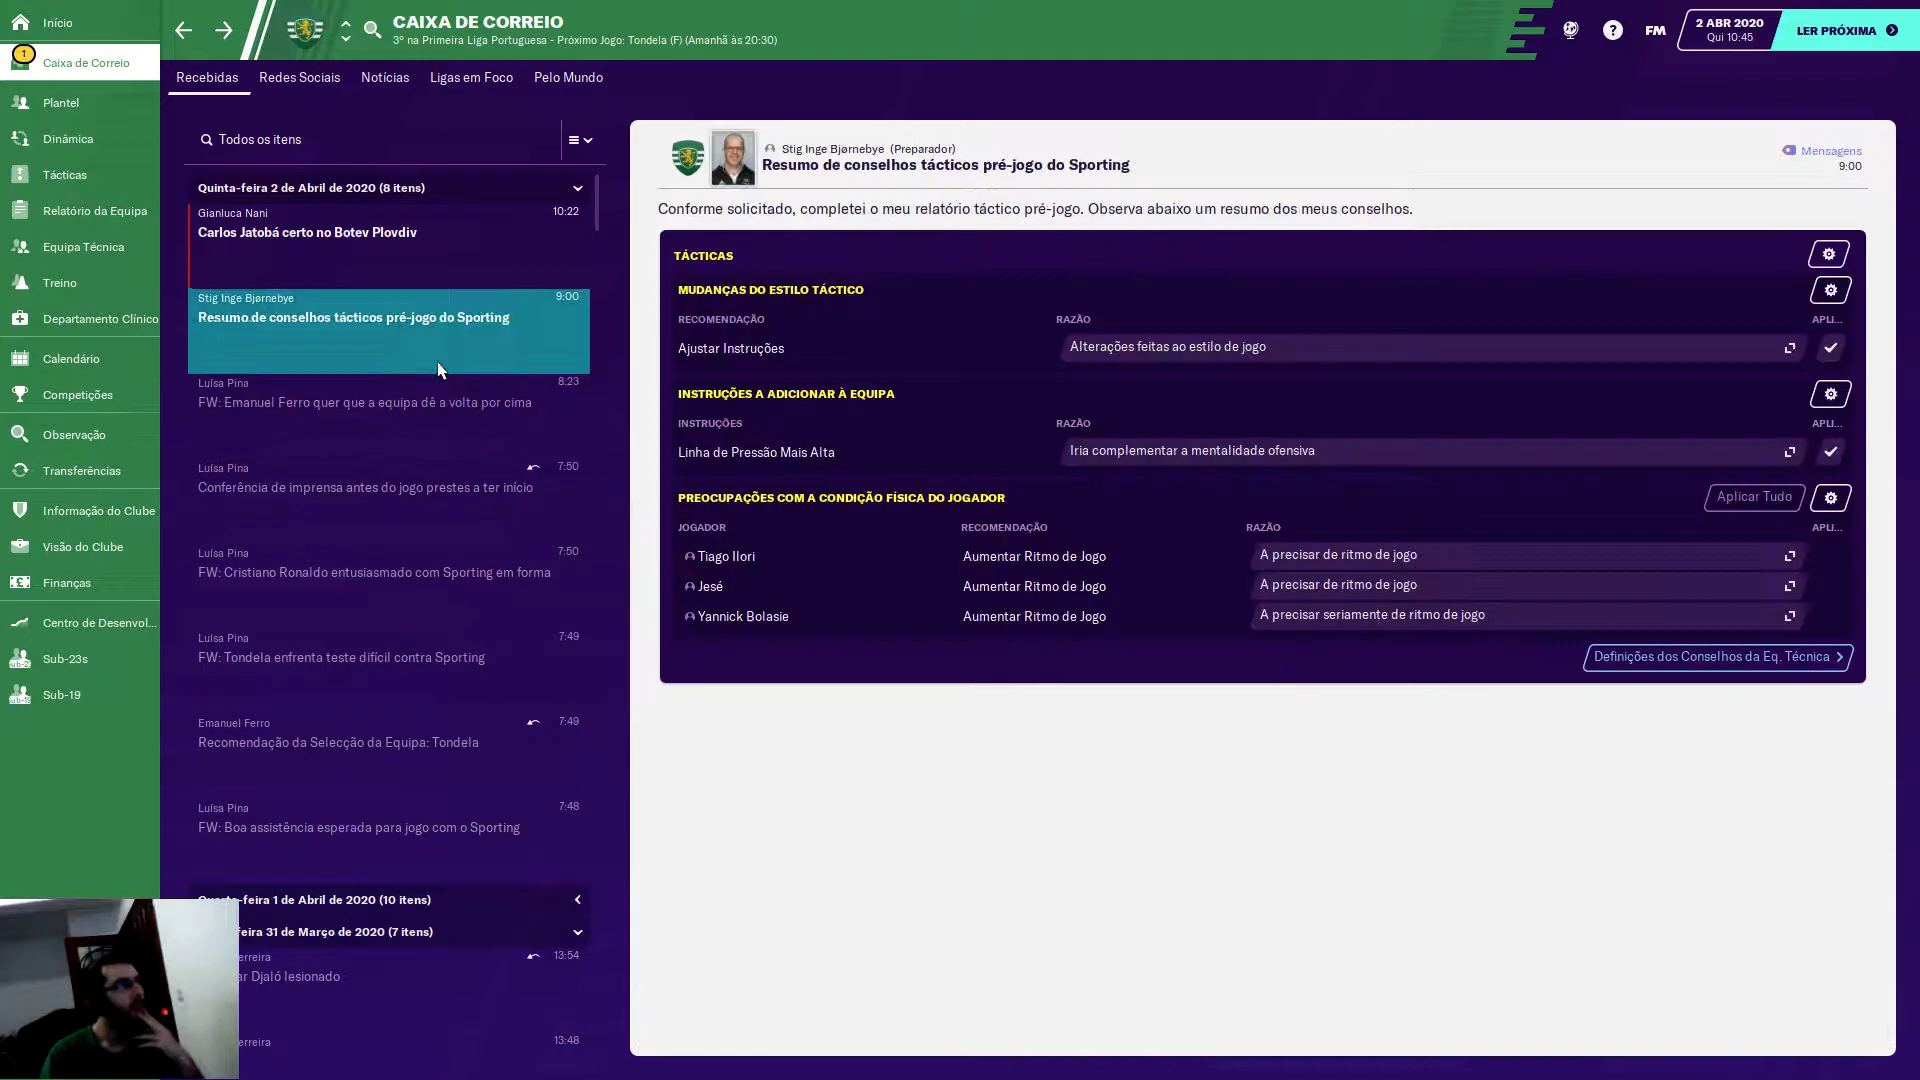 Início
1
Caixa de Correio
Plantel
Dinâmica
Tácticas
Relatório da Equipa
Equipa Técnica
Treino
Departamento Clínico
Calendário
Competições
Observação
Transferências
Informação do Clube
Visão do Clube
Finanças
Centro de Desenvol...
Sub-23s
Sub-19
CAIXA DE CORREIO
3º na Primeira Liga Portuguesa - Próximo Jogo: Tondela (F) (Amanhã às 20:30)
FM
2 ABR 2020
Qui 10:45
LER PRÓXIMA
Recebidas Redes Sociais Notícias Ligas em Foco Pelo Mundo
Todos os itens
Quinta-feira 2 de Abril de 2020 (8 itens)
Gianluca Nani 10:22
Carlos Jatobá certo no Botev Plovdiv
Stig Inge Bjørnebye 9:00
Resumo de conselhos tácticos pré-jogo do Sporting
Luísa Pina 8:23
FW: Emanuel Ferro quer que a equipa dê a volta por cima
Luísa Pina 7:50
Conferência de imprensa antes do jogo prestes a ter início
Luísa Pina 7:50
FW: Cristiano Ronaldo entusiasmado com Sporting em forma
Luísa Pina 7:49
FW: Tondela enfrenta teste difícil contra Sporting
Emanuel Ferro 7:49
Recomendação da Selecção da Equipa: Tondela
Luísa Pina 7:48
FW: Boa assistência esperada para jogo com o Sporting
-feira 1 de Abril de 2020 (10 itens)
feira 31 de Março de 2020 (7 itens)
erreira 13:54
ar Djaló lesionado
erreira 13:48
Stig Inge Bjørnebye (Preparador)
Resumo de conselhos tácticos pré-jogo do Sporting
Mensagens
9:00
Conforme solicitado, completei o meu relatório táctico pré-jogo. Observa abaixo um resumo dos meus conselhos.
TÁCTICAS
MUDANÇAS DO ESTILO TÁCTICO
RECOMENDAÇÃO RAZÃO APLI...
Ajustar Instruções Alterações feitas ao estilo de jogo
INSTRUÇÕES A ADICIONAR À EQUIPA
INSTRUÇÕES RAZÃO APLI...
Linha de Pressão Mais Alta Iria complementar a mentalidade ofensiva
PREOCUPAÇÕES COM A CONDIÇÃO FÍSICA DO JOGADOR Aplicar Tudo
JOGADOR RECOMENDAÇÃO RAZÃO APLI...
Tiago Ilori Aumentar Ritmo de Jogo A precisar de ritmo de jogo
Jesé Aumentar Ritmo de Jogo A precisar de ritmo de jogo
Yannick Bolasie Aumentar Ritmo de Jogo A precisar seriamente de ritmo de jogo
Definições dos Conselhos da Eq. Técnica